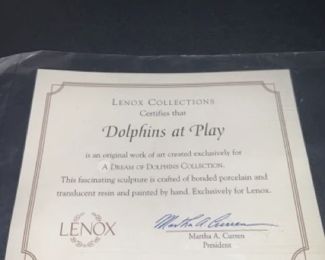 LENOX COLLECTIONS
Certifies that
Dolphins at Play
is an original work of art created exclusively for
A DREAM OF DOLPHINS COLLECTION.
This fascinating sculpture is crafted of bonded porcelain and
translucent resin and painted by hand. Exclusively for Lenox.
LENOX
Martha A. Curren
Martha A. Curren
President